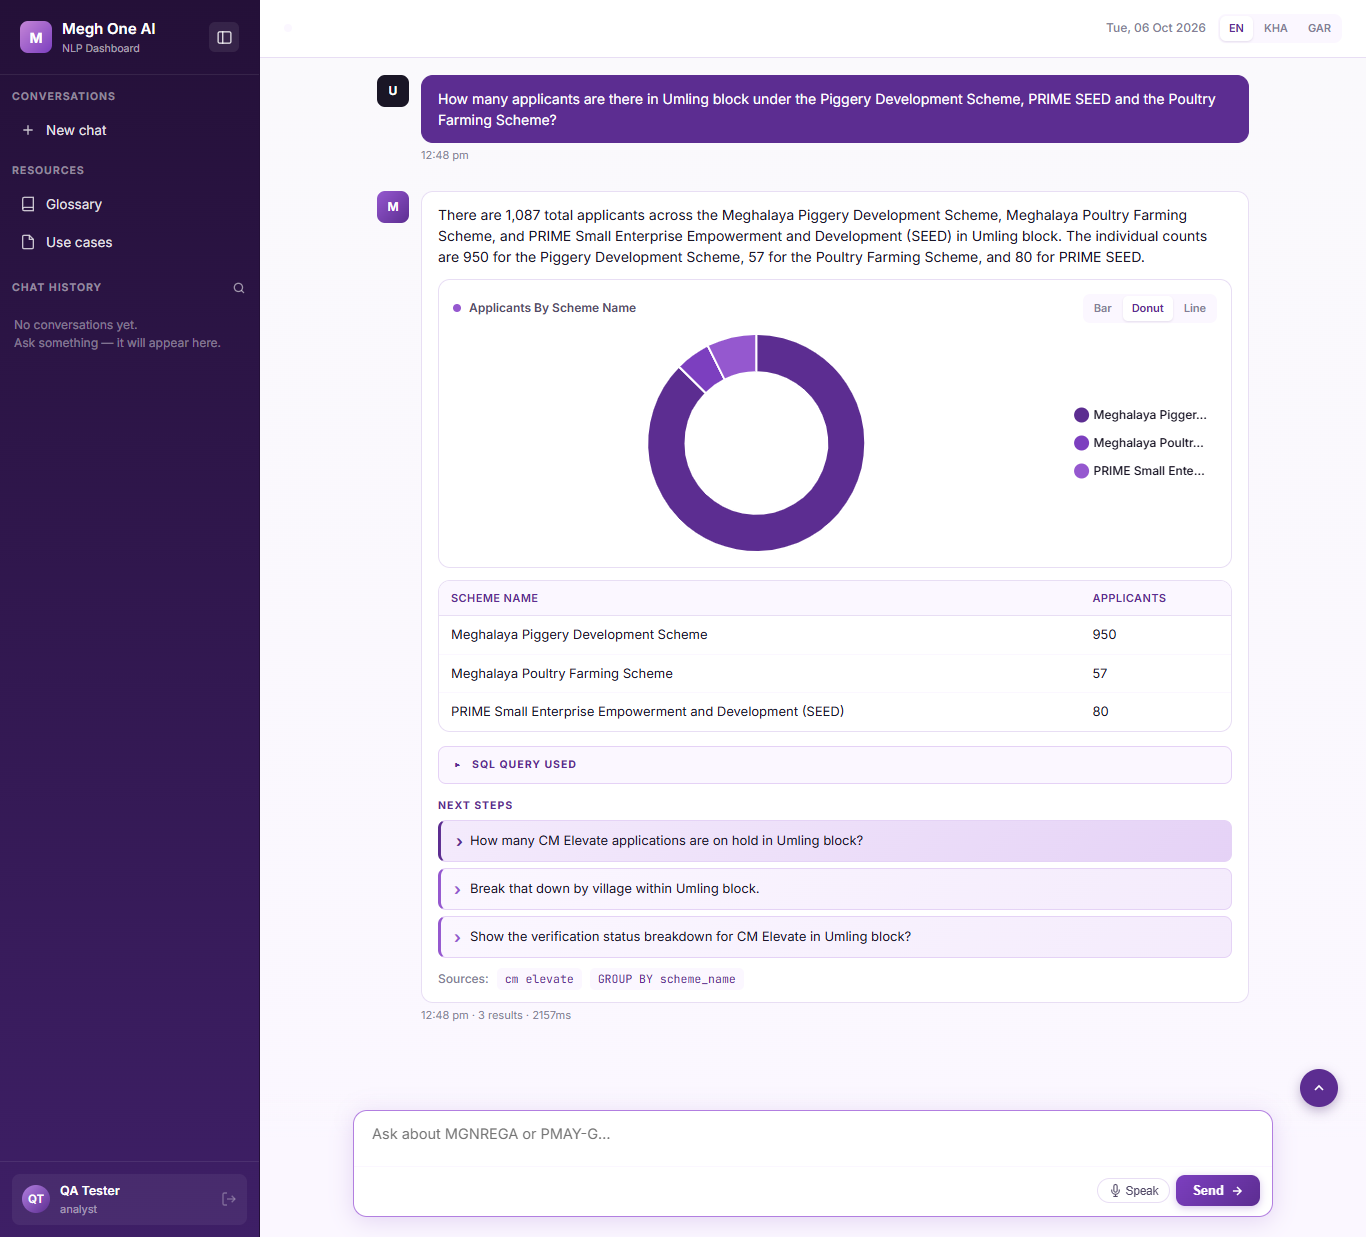 M
Megh One AI
NLP Dashboard
CONVERSATIONS
New chat
RESOURCES
Glossary
Use cases
CHAT HISTORY
No conversations yet.
Ask something — it will appear here.
QT
QA Tester
analyst
Tue, 06 Oct 2026
EN
KHA
GAR
U
How many applicants are there in Umling block under the Piggery Development Scheme, PRIME SEED and the Poultry
Farming Scheme?
12:48 pm
M
There are 1,087 total applicants across the Meghalaya Piggery Development Scheme, Meghalaya Poultry Farming
Scheme, and PRIME Small Enterprise Empowerment and Development (SEED) in Umling block. The individual counts
are 950 for the Piggery Development Scheme, 57 for the Poultry Farming Scheme, and 80 for PRIME SEED.
Applicants By Scheme Name
Bar
Donut
Line
Meghalaya Pigger...
Meghalaya Poultr...
PRIME Small Ente...
SCHEME NAME APPLICANTS
Meghalaya Piggery Development Scheme 950
Meghalaya Poultry Farming Scheme 57
PRIME Small Enterprise Empowerment and Development (SEED) 80
SQL QUERY USED
NEXT STEPS
How many CM Elevate applications are on hold in Umling block?
Break that down by village within Umling block.
Show the verification status breakdown for CM Elevate in Umling block?
Sources: cm elevate GROUP BY scheme_name
12:48 pm · 3 results · 2157ms
Ask about MGNREGA or PMAY-G...
Speak
Send →